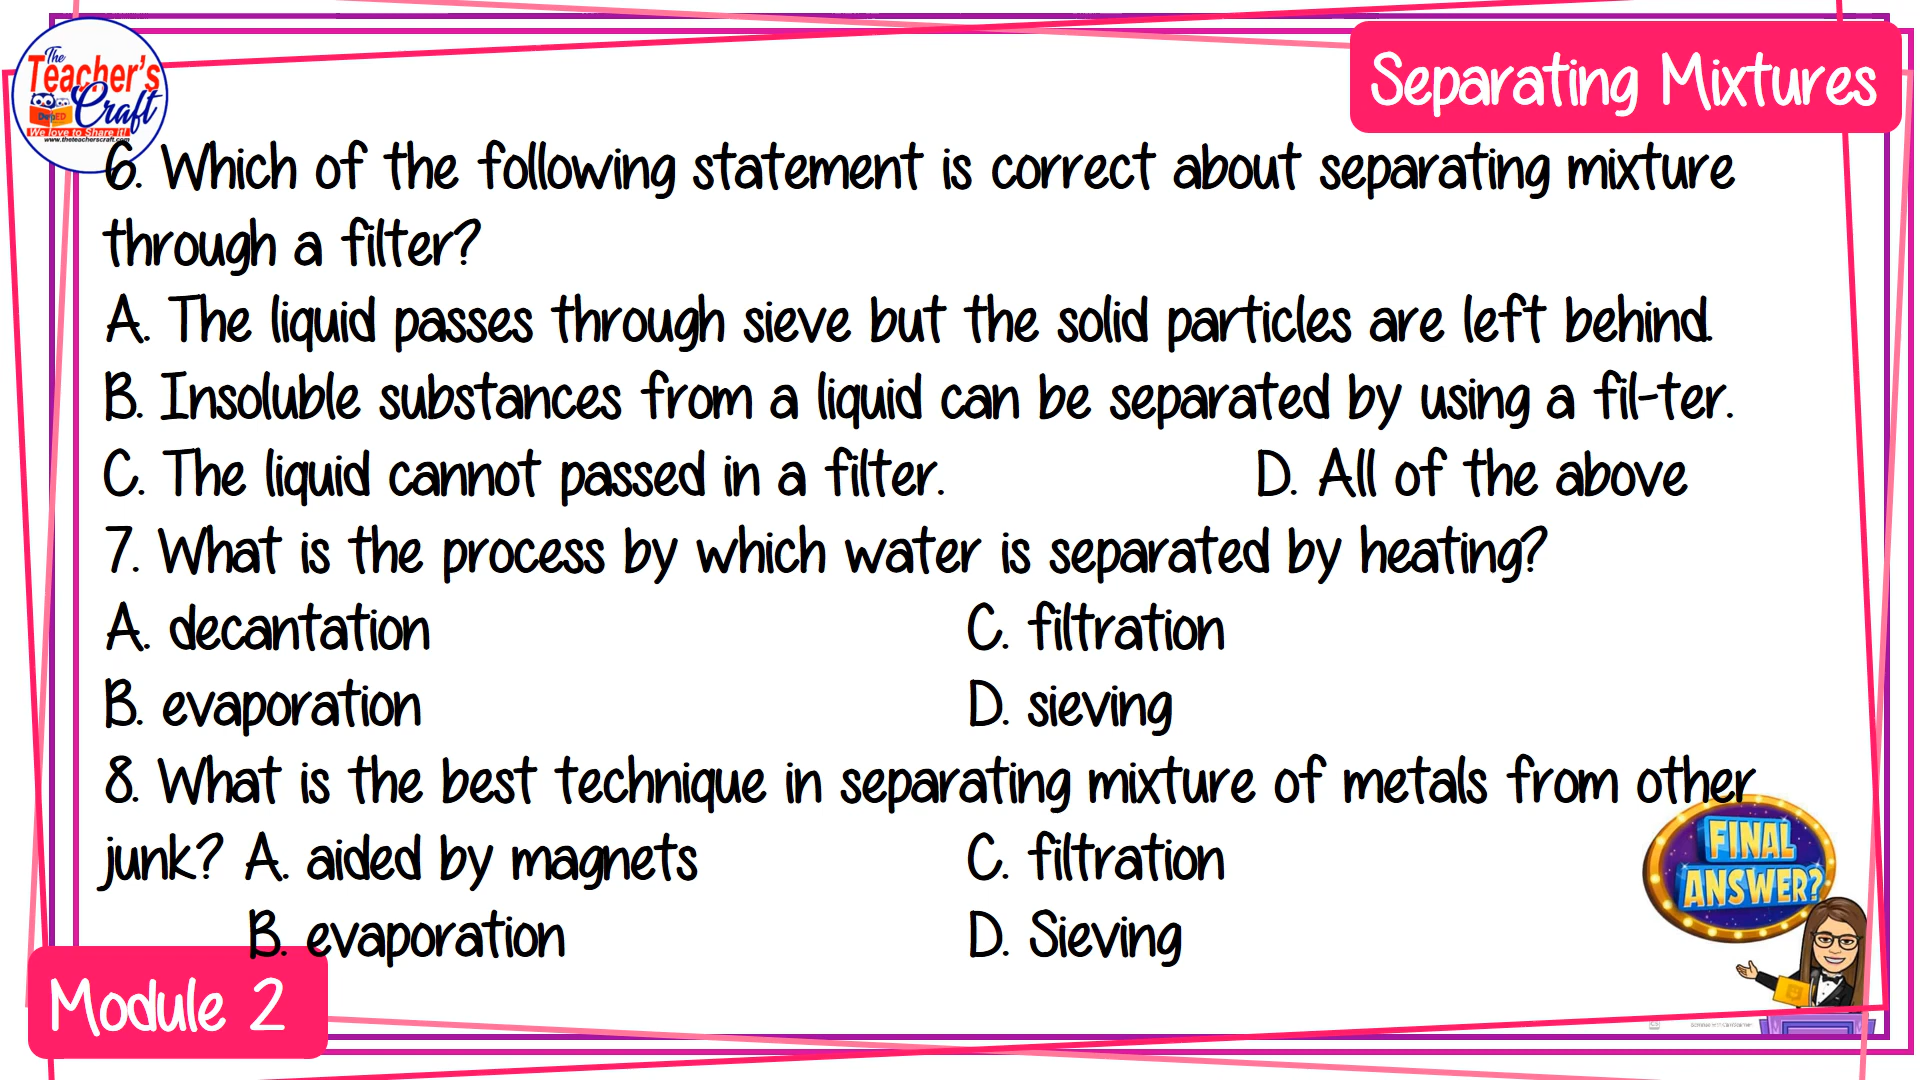 The
Teacher's
Craft
DepED
We love to Share it!
www.theteacherscraft.com
Separating Mixtures
6. Which of the following statement is correct about separating mixture
through a filter?
A. The liquid passes through sieve but the solid particles are left behind.
B. Insoluble substances from a liquid can be separated by using a fil-ter.
C. The liquid cannot passed in a filter. D. All of the above
7. What is the process by which water is separated by heating?
A. decantation C. filtration
B. evaporation D. sieving
8. What is the best technique in separating mixture of metals from other
junk? A. aided by magnets C. filtration
B. evaporation D. Sieving
FINAL
ANSWER?
Module 2